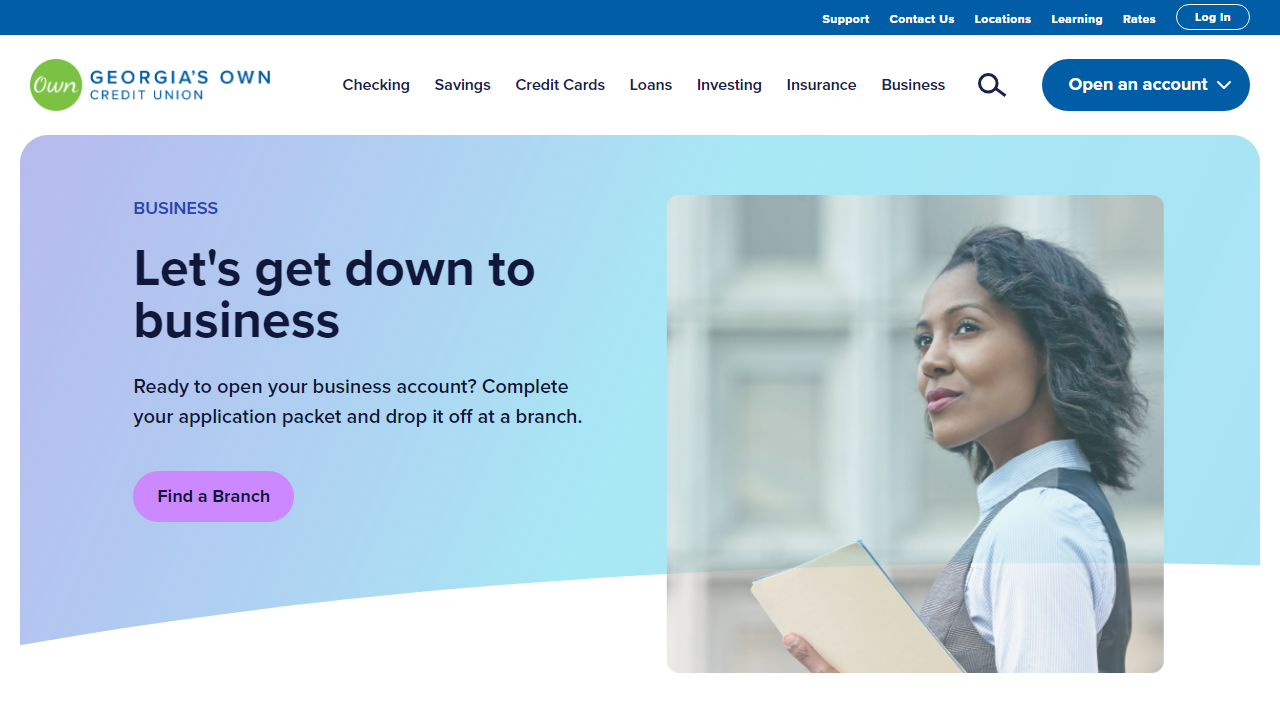 Support Contact Us Locations Learning Rates Log In
Own GEORGIA'S OWN
CREDIT UNION
Checking Savings Credit Cards Loans Investing Insurance Business
Open an account
BUSINESS
Let's get down to
business
Ready to open your business account? Complete
your application packet and drop it off at a branch.
Find a Branch